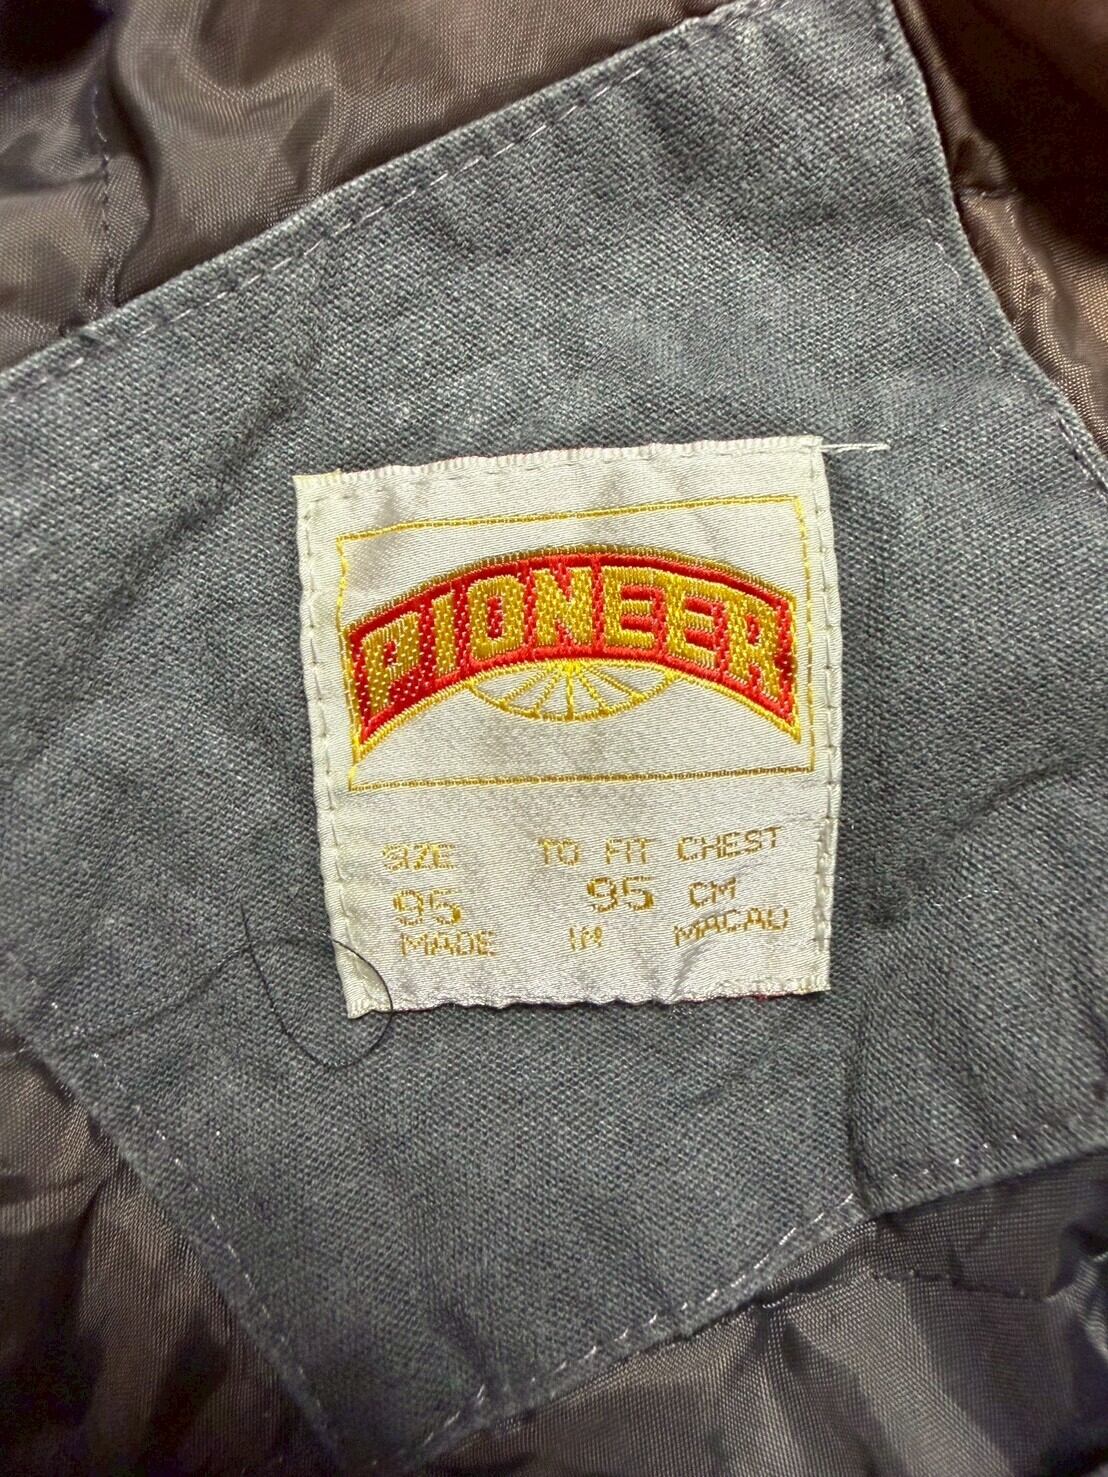 PIONEER
SIZE TO FIT CHEST
95 95 CM
MADE IN MACAU